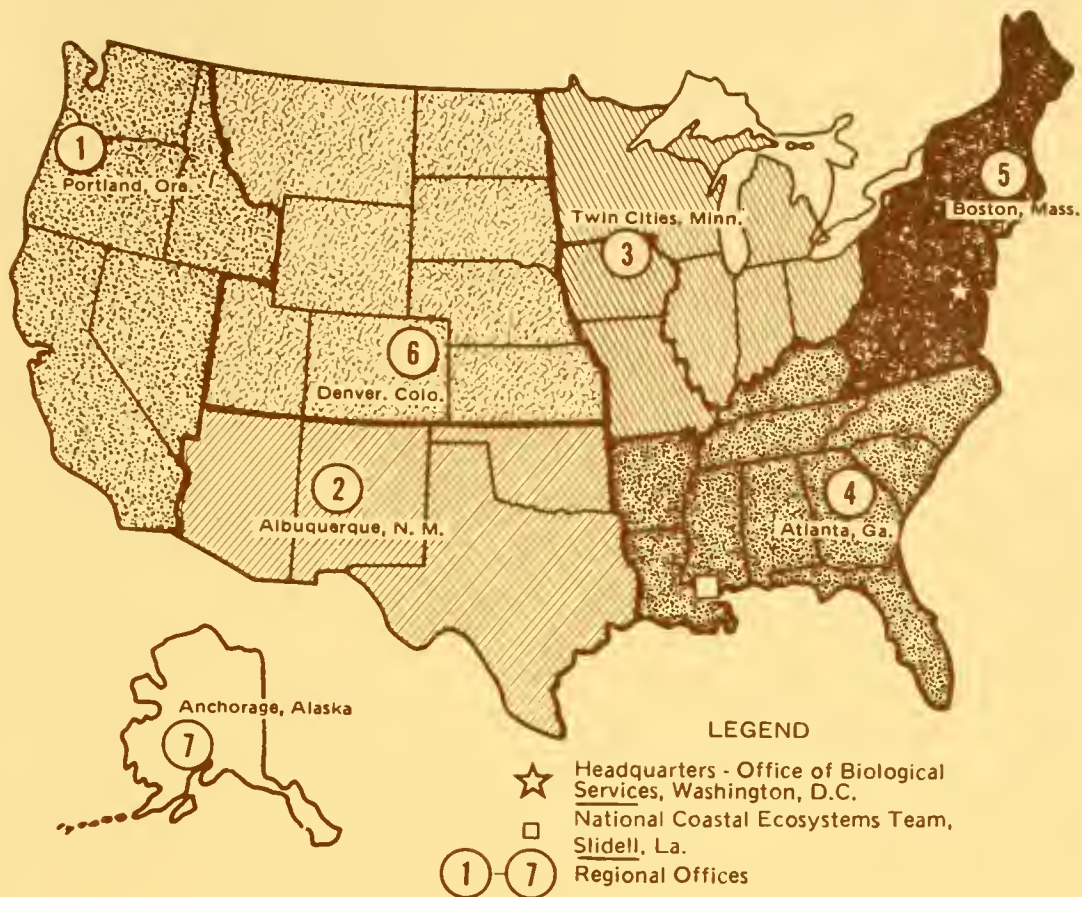 1
Portland, Ore.
5
Boston, Mass.
Twin Cities, Minn.
3
6
Denver, Colo.
2
Albuquerque, N. M.
4
Atlanta, Ga.
Anchorage, Alaska
7
LEGEND
Headquarters - Office of Biological
Services, Washington, D.C.
National Coastal Ecosystems Team,
Slidell, La.
1 - 7 Regional Offices